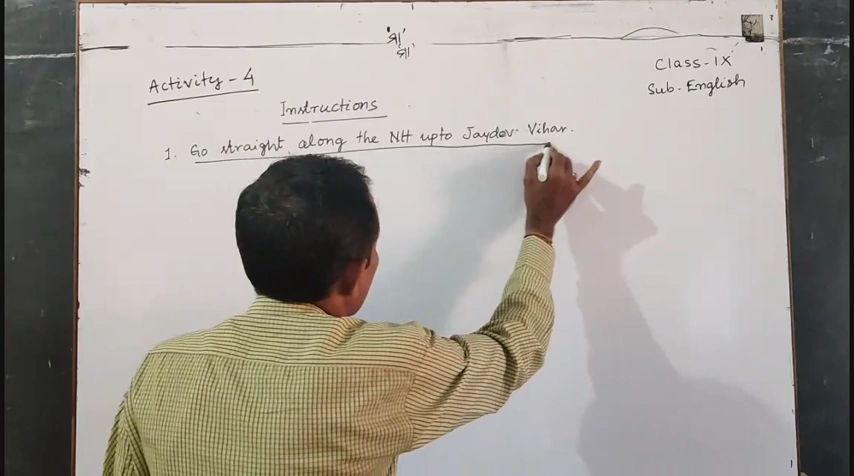 'ଶ୍ରୀ'
ଶ୍ରୀ'
Class-IX
Activity-4
Sub. English
Instructions
1. Go straight along the NH upto Jaydev Vihar.